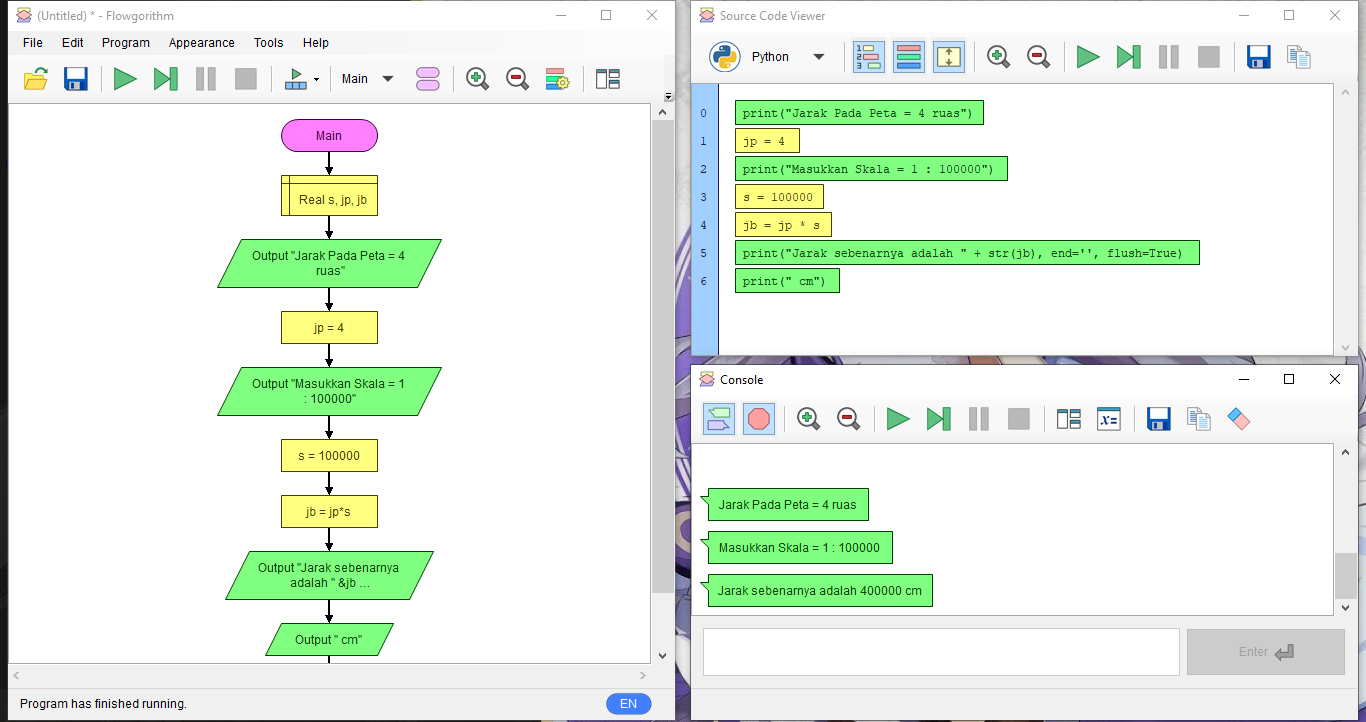 (Untitled) * - Flowgorithm
File Edit Program Appearance Tools Help
Main
Main
Real s, jp, jb
Output "Jarak Pada Peta = 4
ruas"
jp = 4
Output "Masukkan Skala = 1
: 100000"
s = 100000
jb = jp*s
Output "Jarak sebenarnya
adalah " &jb ...
Output " cm"
Program has finished running.
EN
Source Code Viewer
Python
0 print("Jarak Pada Peta = 4 ruas")
1 jp = 4
2 print("Masukkan Skala = 1 : 100000")
3 s = 100000
4 jb = jp * s
5 print("Jarak sebenarnya adalah " + str(jb), end='', flush=True)
6 print(" cm")
Console
x=
Jarak Pada Peta = 4 ruas
Masukkan Skala = 1 : 100000
Jarak sebenarnya adalah 400000 cm
Enter